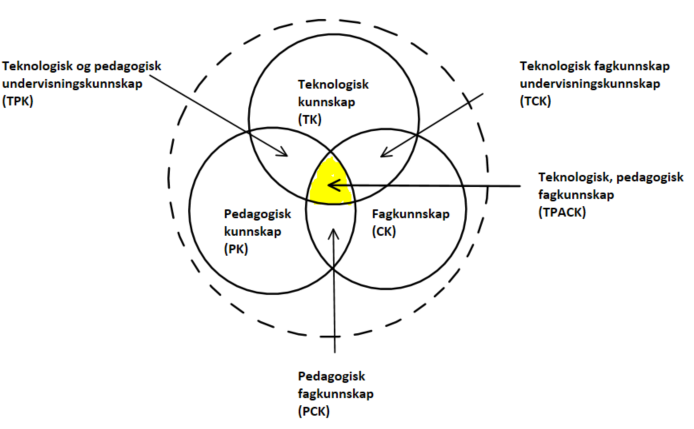 Teknologisk og pedagogisk
undervisningskunnskap
(TPK)
Teknologisk
kunnskap
(TK)
Teknologisk fagkunnskap
undervisningskunnskap
(TCK)
Teknologisk, pedagogisk
fagkunnskap
(TPACK)
Pedagogisk
kunnskap
(PK)
Fagkunnskap
(CK)
Pedagogisk
fagkunnskap
(PCK)